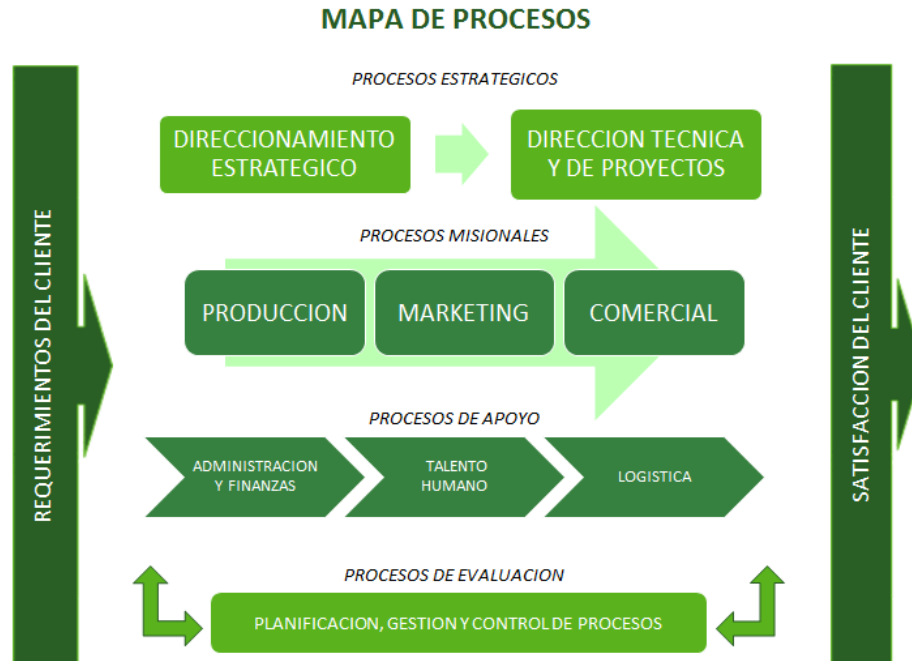 MAPA DE PROCESOS
PROCESOS ESTRATEGICOS
DIRECCIONAMIENTO
ESTRATEGICO
DIRECCION TECNICA
Y DE PROYECTOS
REQUERIMIENTOS DEL CLIENTE
PROCESOS MISIONALES
PRODUCCION
MARKETING
COMERCIAL
SATISFACCION DEL CLIENTE
PROCESOS DE APOYO
ADMINISTRACION
Y FINANZAS
TALENTO
HUMANO
LOGISTICA
PROCESOS DE EVALUACION
PLANIFICACION, GESTION Y CONTROL DE PROCESOS